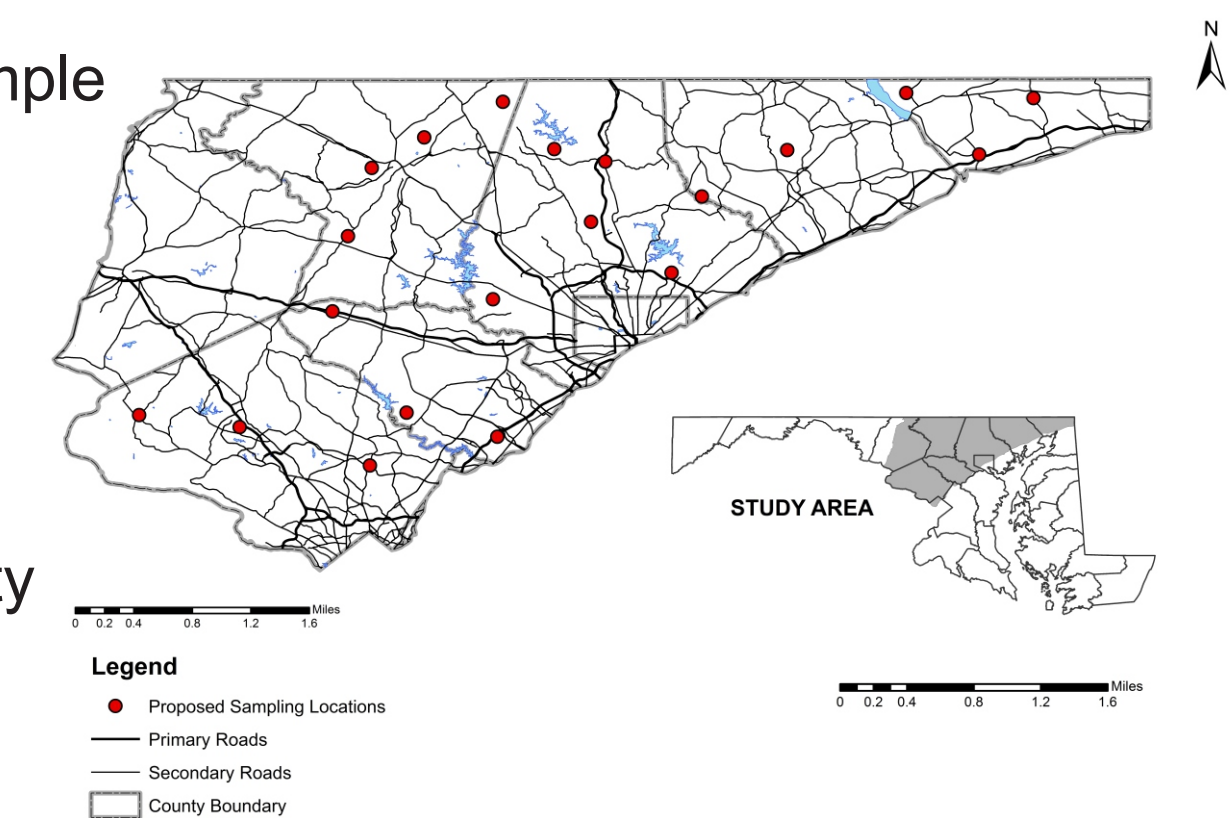 N
mple
STUDY AREA
ty
Miles
0 0.2 0.4 0.8 1.2 1.6
Legend
Proposed Sampling Locations
Primary Roads
Secondary Roads
County Boundary
Miles
0 0.2 0.4 0.8 1.2 1.6